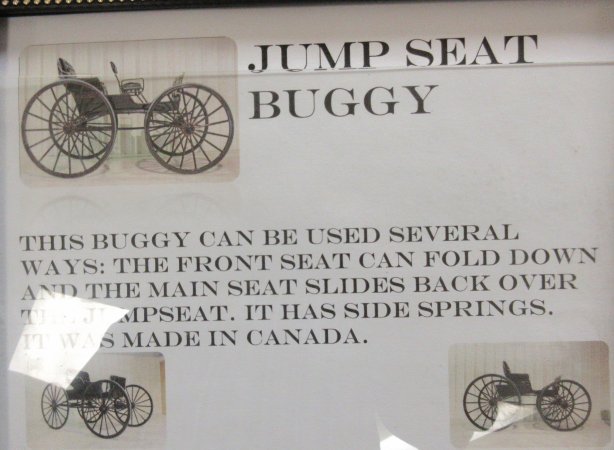 JUMP SEAT
BUGGY
THIS BUGGY CAN BE USED SEVERAL
WAYS: THE FRONT SEAT CAN FOLD DOWN
AND THE MAIN SEAT SLIDES BACK OVER
THE JUMPSEAT. IT HAS SIDE SPRINGS.
IT WAS MADE IN CANADA.